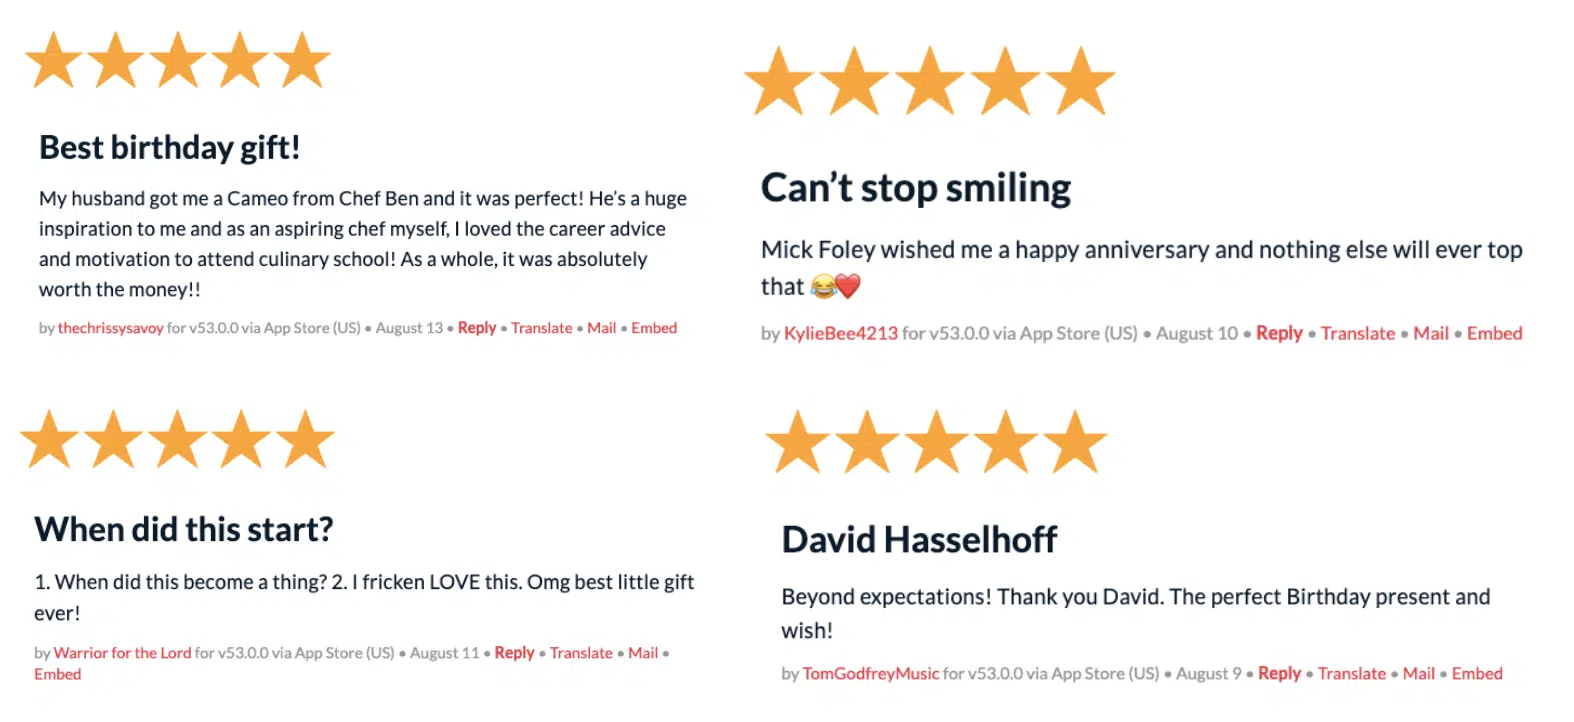 Best birthday gift!
My husband got me a Cameo from Chef Ben and it was perfect! He's a huge
inspiration to me and as an aspiring chef myself, I loved the career advice
and motivation to attend culinary school! As a whole, it was absolutely
worth the money!!
by thechrissysavoy for v53.0.0 via App Store (US) • August 13 • Reply • Translate • Mail • Embed
Can't stop smiling
Mick Foley wished me a happy anniversary and nothing else will ever top
that 😂❤️
by KylieBee4213 for v53.0.0 via App Store (US) • August 10 • Reply • Translate • Mail • Embed
When did this start?
1. When did this become a thing? 2. I fricken LOVE this. Omg best little gift
ever!
by Warrior for the Lord for v53.0.0 via App Store (US) • August 11 • Reply • Translate • Mail •
Embed
David Hasselhoff
Beyond expectations! Thank you David. The perfect Birthday present and
wish!
by TomGodfreyMusic for v53.0.0 via App Store (US) • August 9 • Reply • Translate • Mail • Embed